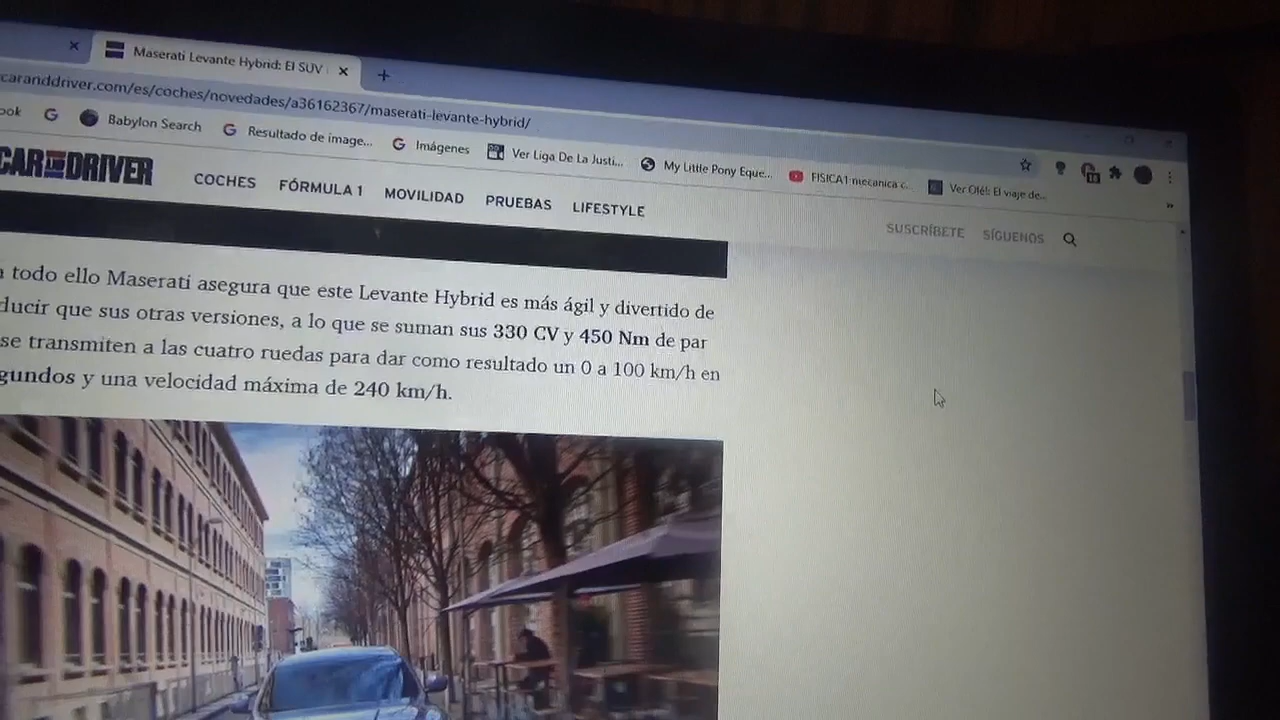 Maserati Levante Hybrid: El SUV
caranddriver.com/es/coches/novedades/a36162367/maserati-levante-hybrid/
ook
Babylon Search
Resultado de image...
Imágenes
Ver Liga De La Justi...
My Little Pony Eque...
FISICA1 mecanica c...
Ver Olé!: El viaje de...
CAR AND DRIVER
COCHES
FÓRMULA 1
MOVILIDAD
PRUEBAS
LIFESTYLE
SUSCRÍBETE
SÍGUENOS
todo ello Maserati asegura que este Levante Hybrid es más ágil y divertido de
ducir que sus otras versiones, a lo que se suman sus 330 CV y 450 Nm de par
se transmiten a las cuatro ruedas para dar como resultado un 0 a 100 km/h en
gundos y una velocidad máxima de 240 km/h.